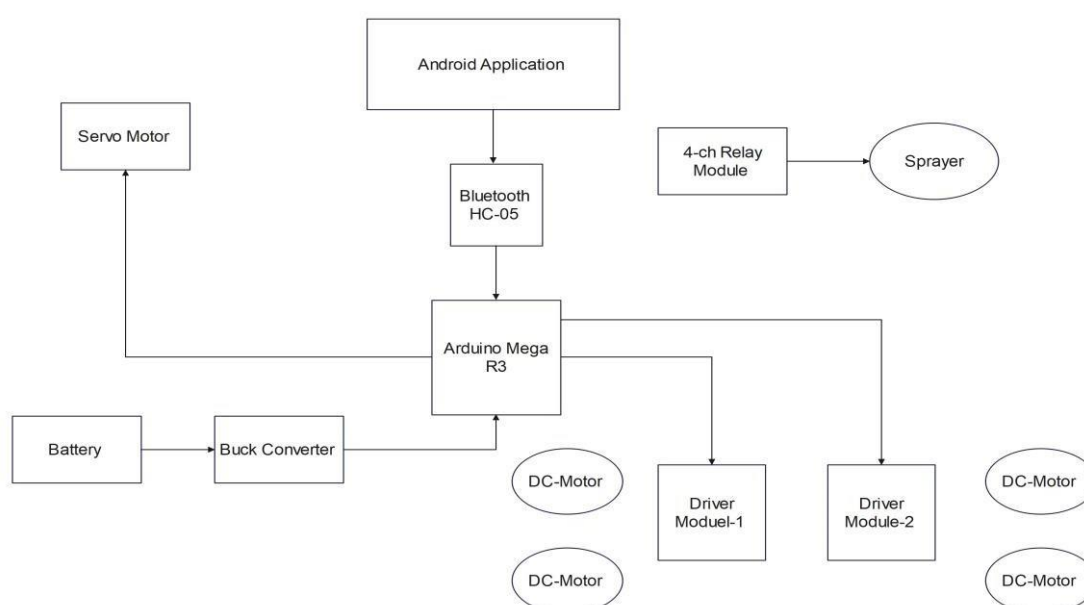 Android Application
Servo Motor
4-ch Relay
Module
Sprayer
Bluetooth
HC-05
Arduino Mega
R3
Battery
Buck Converter
DC-Motor
Driver
Moduel-1
Driver
Module-2
DC-Motor
DC-Motor
DC-Motor